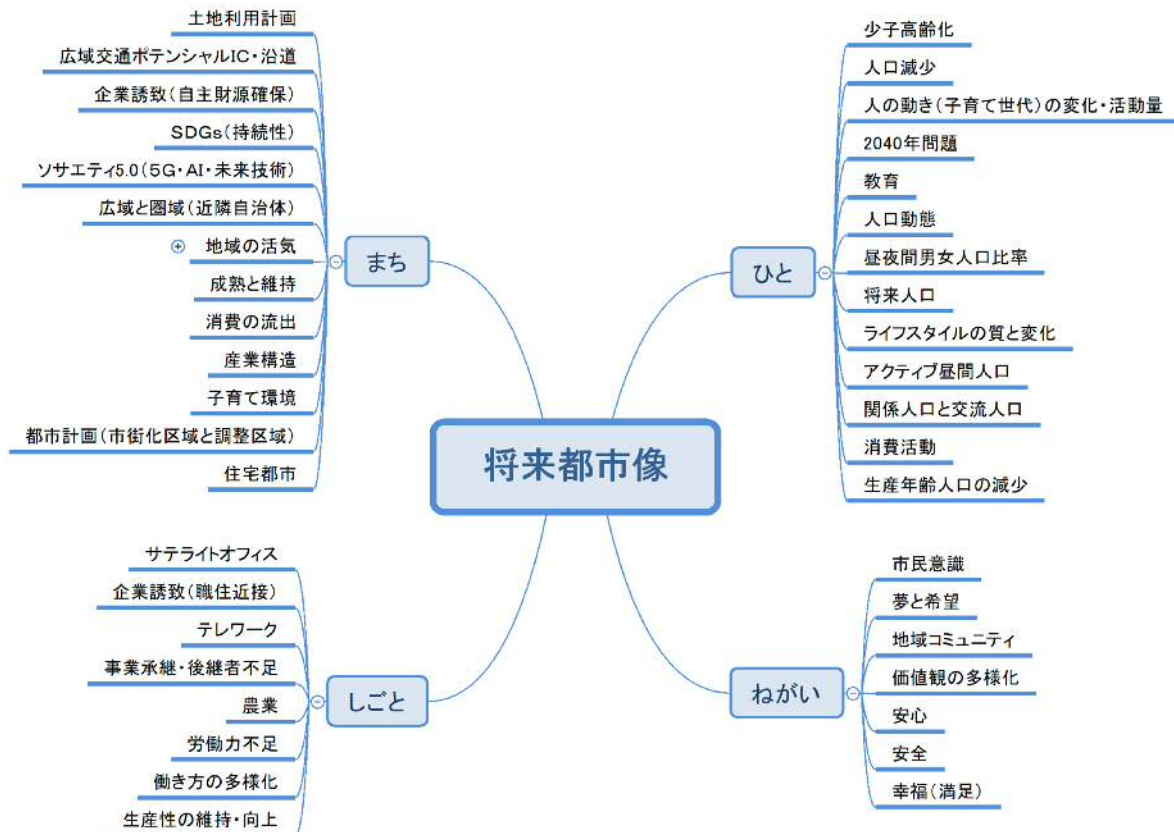 将来都市像
まち
土地利用計画
広域交通ポテンシャルIC・沿道
企業誘致(自主財源確保)
SDGs(持続性)
ソサエティ5.0(5G・AI・未来技術)
広域と圏域(近隣自治体)
地域の活気
成熟と維持
消費の流出
産業構造
子育て環境
都市計画(市街化区域と調整区域)
住宅都市
ひと
少子高齢化
人口減少
人の動き(子育て世代)の変化・活動量
2040年問題
教育
人口動態
昼夜間男女人口比率
将来人口
ライフスタイルの質と変化
アクティブ昼間人口
関係人口と交流人口
消費活動
生産年齢人口の減少
しごと
サテライトオフィス
企業誘致(職住近接)
テレワーク
事業承継・後継者不足
農業
労働力不足
働き方の多様化
生産性の維持・向上
ねがい
市民意識
夢と希望
地域コミュニティ
価値観の多様化
安心
安全
幸福(満足)